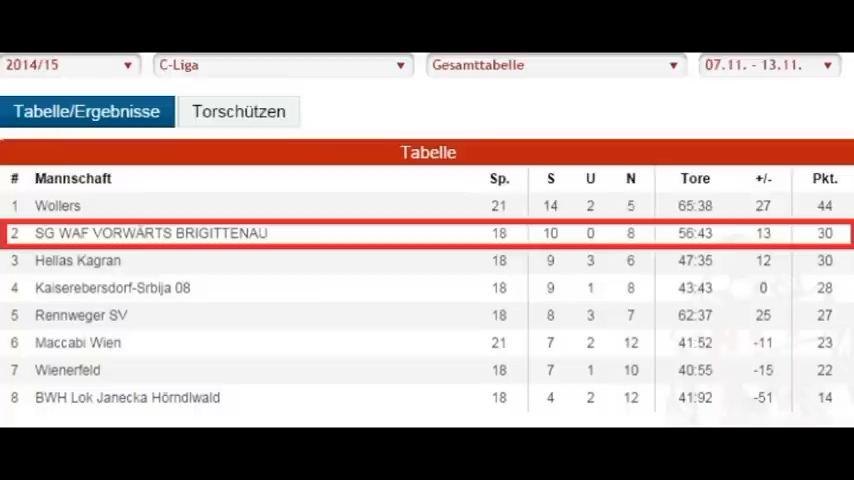 2014/15 C-Liga Gesamttabelle 07.11. - 13.11.
Tabelle/Ergebnisse Torschützen
Tabelle
# Mannschaft Sp. S U N Tore +/- Pkt.
1 Wollers 21 14 2 5 65:38 27 44
2 SG WAF VORWÄRTS BRIGITTENAU 18 10 0 8 56:43 13 30
3 Hellas Kagran 18 9 3 6 47:35 12 30
4 Kaiserebersdorf-Srbija 08 18 9 1 8 43:43 0 28
5 Rennweger SV 18 8 3 7 62:37 25 27
6 Maccabi Wien 21 7 2 12 41:52 -11 23
7 Wienerfeld 18 7 1 10 40:55 -15 22
8 BWH Lok Janecka Hörndlwald 18 4 2 12 41:92 -51 14